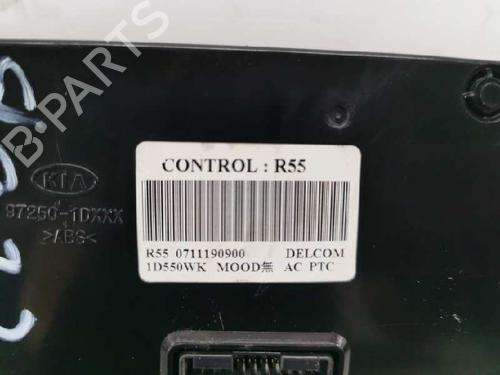 CONTROL : R55
KIA
97250-1DXXX
>ABS<
R55 0711190900 DELCOM
1D550WK MOOD無 AC PTC
B-PARTS